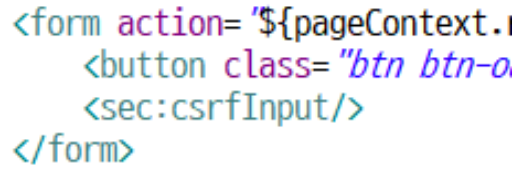 <form action="${pageContext.
    <button class="btn btn-o
    <sec:csrfInput/>
</form>